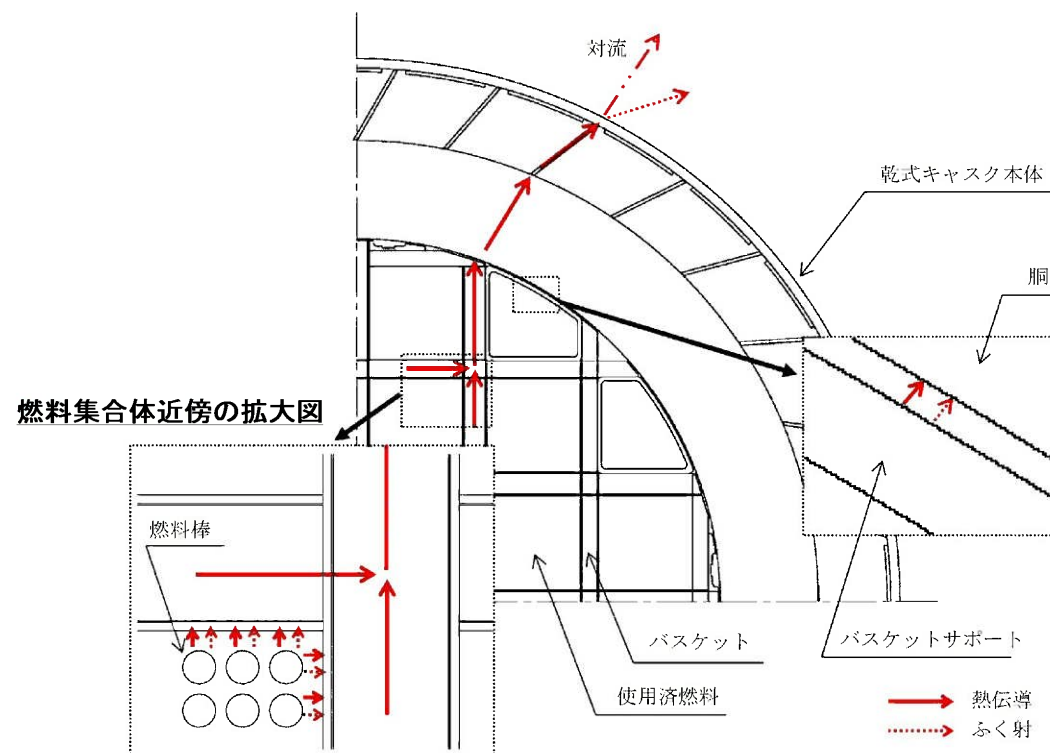 対流
乾式キャスク本体
胴
燃料集合体近傍の拡大図
燃料棒
バスケット
バスケットサポート
使用済燃料
熱伝導
ふく射